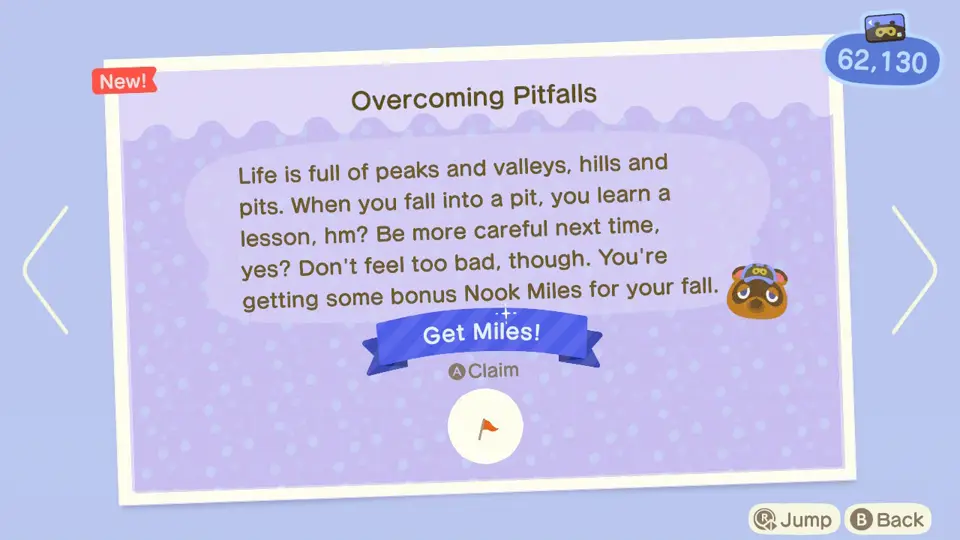 62,130
New!
Overcoming Pitfalls
Life is full of peaks and valleys, hills and
pits. When you fall into a pit, you learn a
lesson, hm? Be more careful next time,
yes? Don't feel too bad, though. You're
getting some bonus Nook Miles for your fall.
Get Miles!
A Claim
R Jump B Back